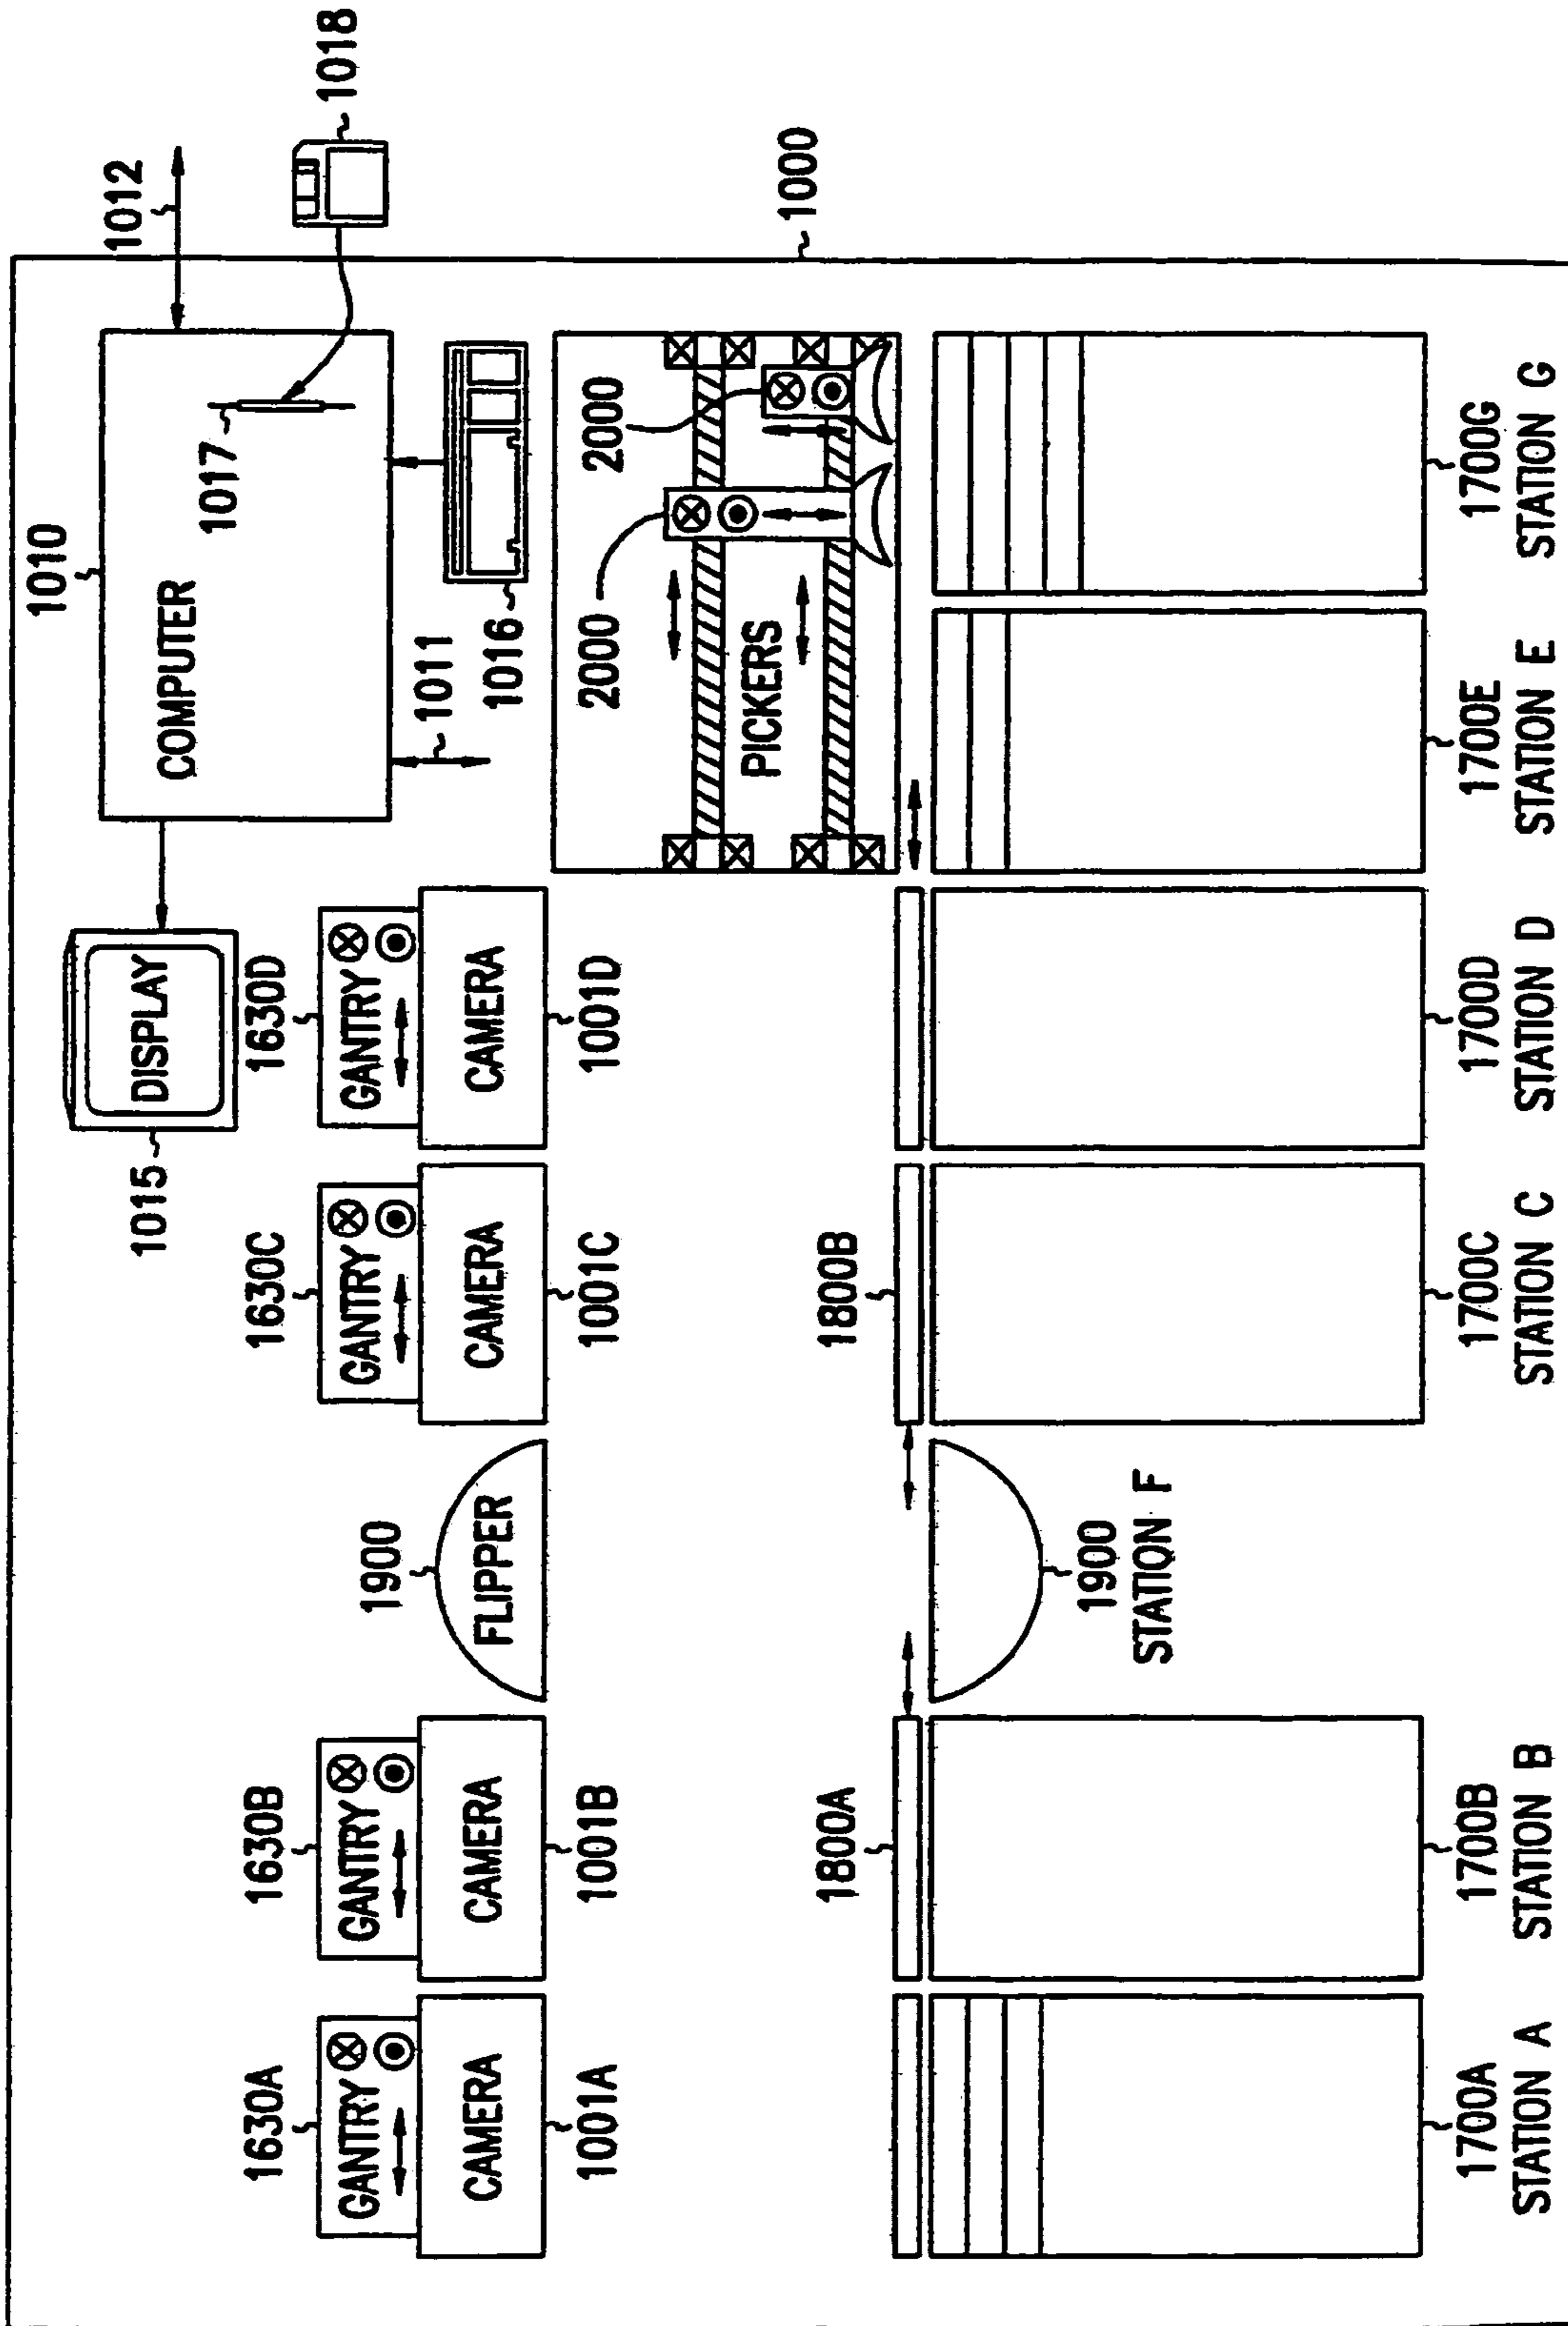 1010
1012
1018
COMPUTER
1017
DISPLAY
1015
1011
1016
1000
1630A
1630B
1900
1630C
1630D
GANTRY
GANTRY
FLIPPER
GANTRY
GANTRY
CAMERA
CAMERA
CAMERA
CAMERA
1001A
1001B
1001C
1001D
2000
2000
PICKERS
1800A
1800B
1900
STATION F
1700A
1700B
1700C
1700D
1700E
1700G
STATION A
STATION B
STATION C
STATION D
STATION E
STATION G